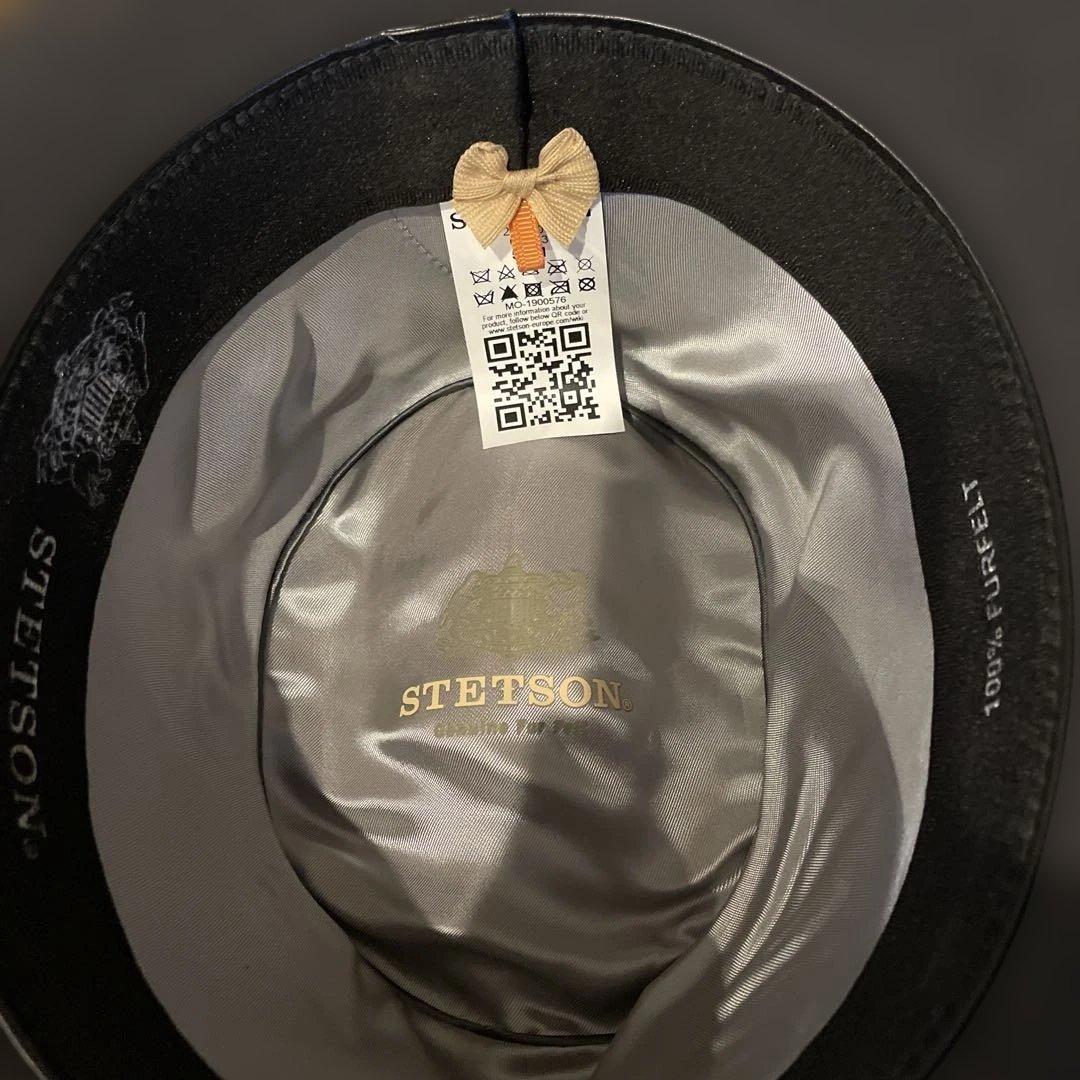 MO-1900576
For more information about your
product, follow below QR code or
www.stetson-europe.com/wiki
STETSON®
100% FURFELT
STETSON®
Genuine Fur